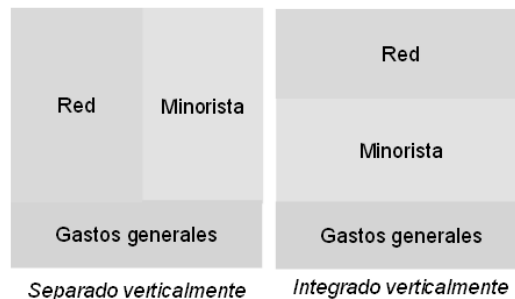 Red
Minorista
Gastos generales
Separado verticalmente
Red
Minorista
Gastos generales
Integrado verticalmente